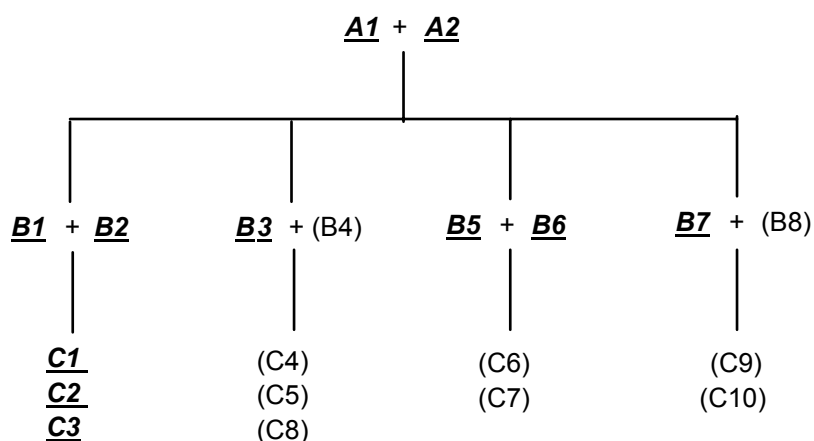 A1 + A2
B1 + B2 B3 + (B4) B5 + B6 B7 + (B8)
C1 (C4) (C6) (C9)
C2 (C5) (C7) (C10)
C3 (C8)